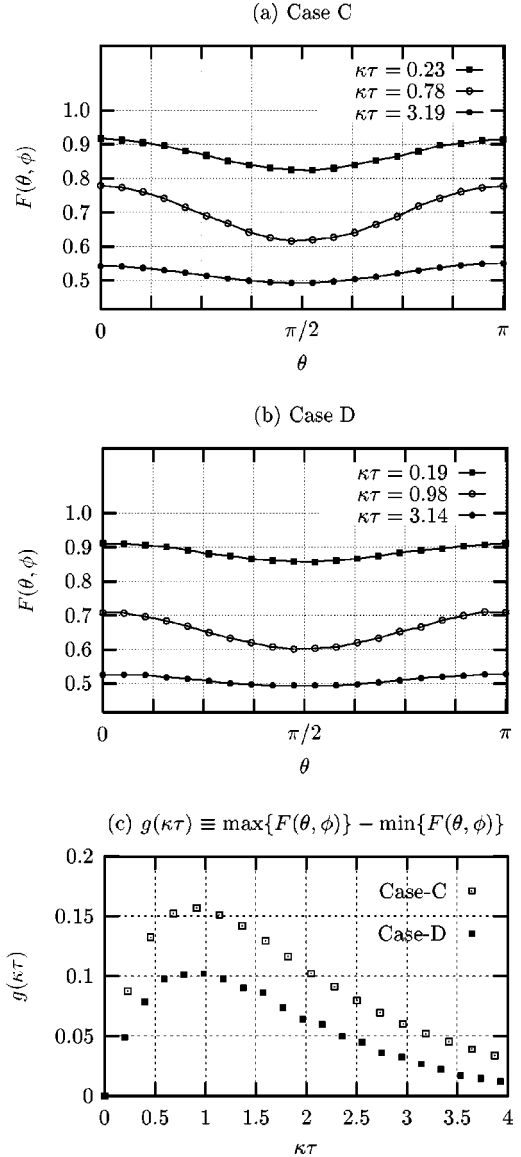 (a) Case C
κτ = 0.23
κτ = 0.78
κτ = 3.19
1.0
0.9
0.8
0.7
0.6
0.5
F(θ, ϕ)
0
π/2
π
θ
(b) Case D
κτ = 0.19
κτ = 0.98
κτ = 3.14
1.0
0.9
0.8
0.7
0.6
0.5
F(θ, ϕ)
0
π/2
π
θ
(c) g(κτ) ≡ max{F(θ, ϕ)} − min{F(θ, ϕ)}
0.2
0.15
0.1
0.05
0
g(κτ)
Case-C
Case-D
0 0.5 1 1.5 2 2.5 3 3.5 4
κτ